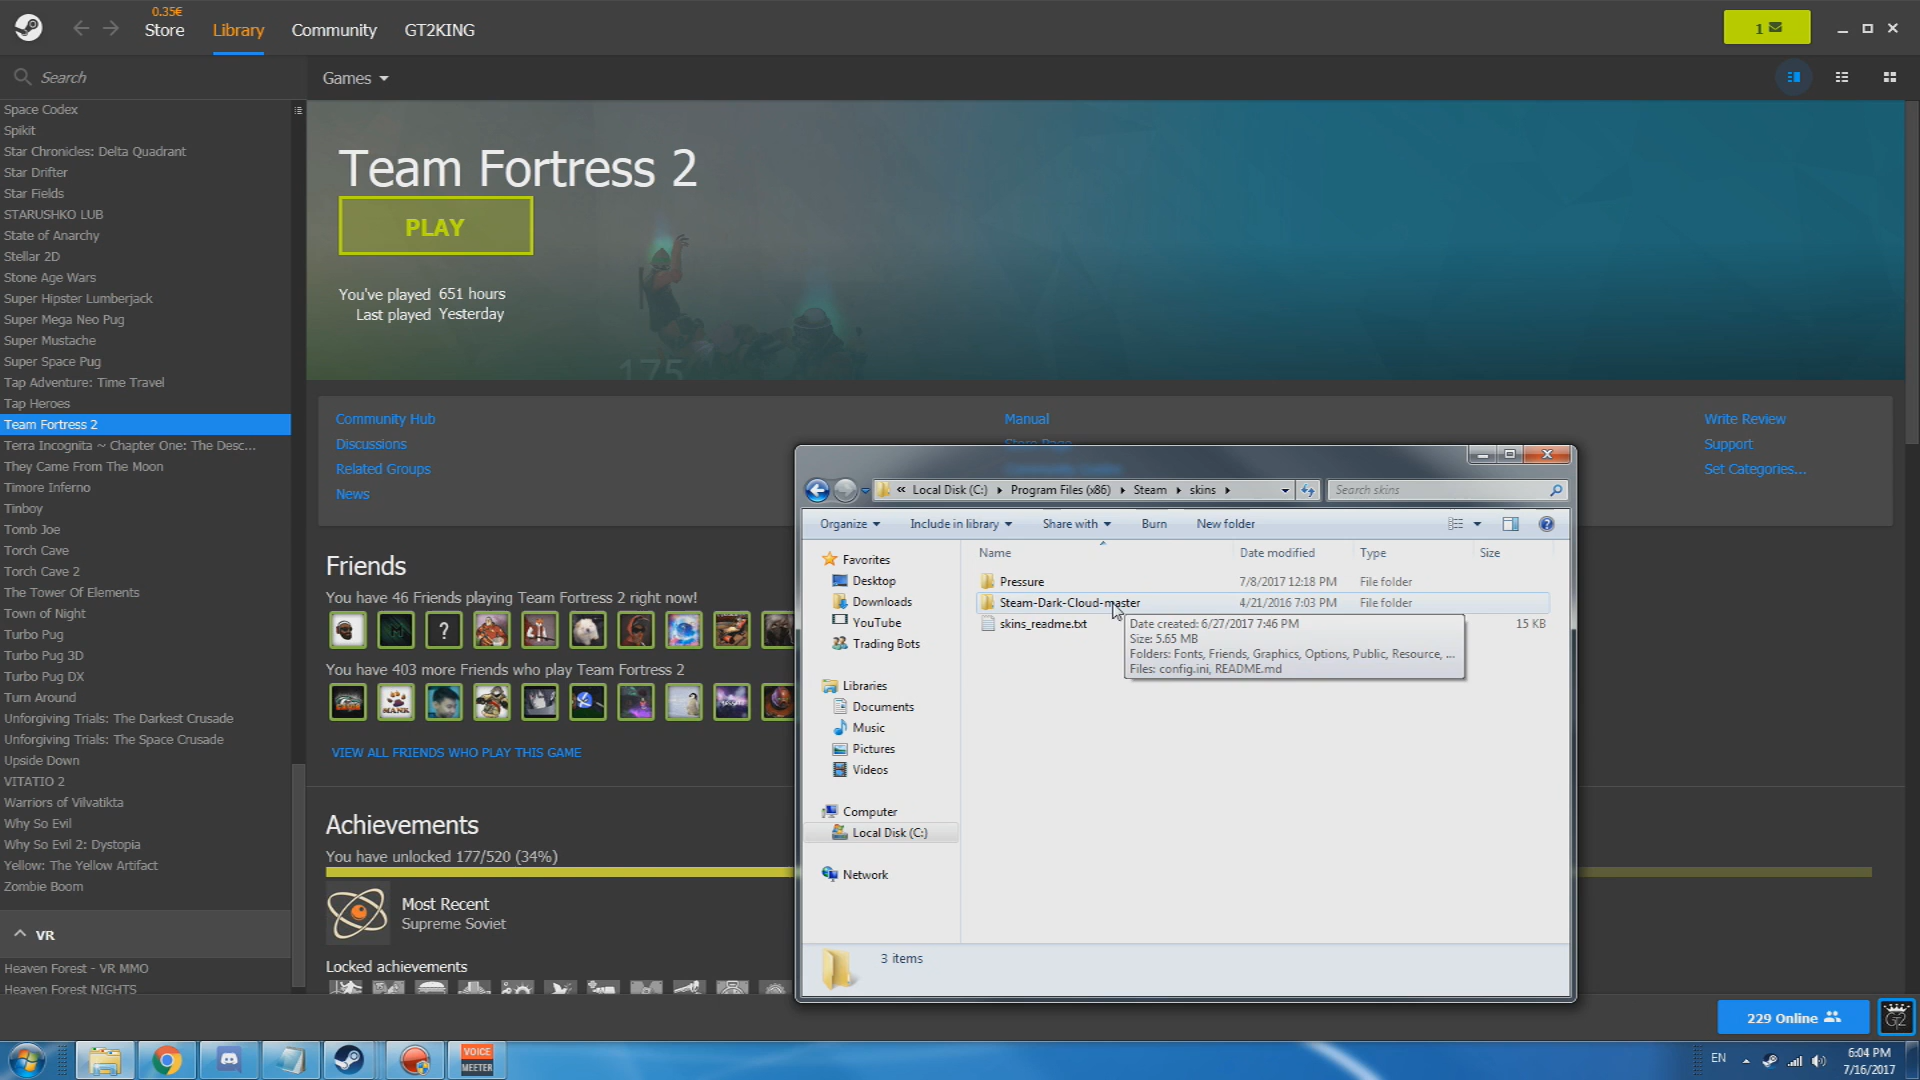 0.35€
Store
Library
Community
GT2KING
1
Search
Games
Space Codex
Spikit
Star Chronicles: Delta Quadrant
Star Drifter
Star Fields
STARUSHKO LUB
State of Anarchy
Stellar 2D
Stone Age Wars
Super Hipster Lumberjack
Super Mega Neo Pug
Super Mustache
Super Space Pug
Tap Adventure: Time Travel
Tap Heroes
Team Fortress 2
Terra Incognita ~ Chapter One: The Desc...
They Came From The Moon
Timore Inferno
Tinboy
Tomb Joe
Torch Cave
Torch Cave 2
The Tower Of Elements
Town of Night
Turbo Pug
Turbo Pug 3D
Turbo Pug DX
Turn Around
Unforgiving Trials: The Darkest Crusade
Unforgiving Trials: The Space Crusade
Upside Down
VITATIO 2
Warriors of Vilvatikta
Why So Evil
Why So Evil 2: Dystopia
Yellow: The Yellow Artifact
Zombie Boom
VR
Heaven Forest - VR MMO
Heaven Forest NIGHTS
Team Fortress 2
PLAY
You've played 651 hours
Last played Yesterday
175
Community Hub
Discussions
Related Groups
News
Manual
Store Page
Write Review
Support
Set Categories...
Friends
You have 46 Friends playing Team Fortress 2 right now!
?
You have 403 more Friends who play Team Fortress 2
VIEW ALL FRIENDS WHO PLAY THIS GAME
Achievements
You have unlocked 177/520 (34%)
Most Recent
Supreme Soviet
Locked achievements
« Local Disk (C:) Program Files (x86) Steam skins
Search skins
Organize
Include in library
Share with
Burn
New folder
Favorites
Desktop
Downloads
YouTube
Trading Bots
Libraries
Documents
Music
Pictures
Videos
Computer
Local Disk (C:)
Network
Name Date modified Type Size
Pressure 7/8/2017 12:18 PM File folder
Steam-Dark-Cloud-master 4/21/2016 7:03 PM File folder
skins_readme.txt 15 KB
Date created: 6/27/2017 7:46 PM
Size: 5.65 MB
Folders: Fonts, Friends, Graphics, Options, Public, Resource, ...
Files: config.ini, README.md
3 items
229 Online
VOICE
MEETER
EN
6:04 PM
7/16/2017